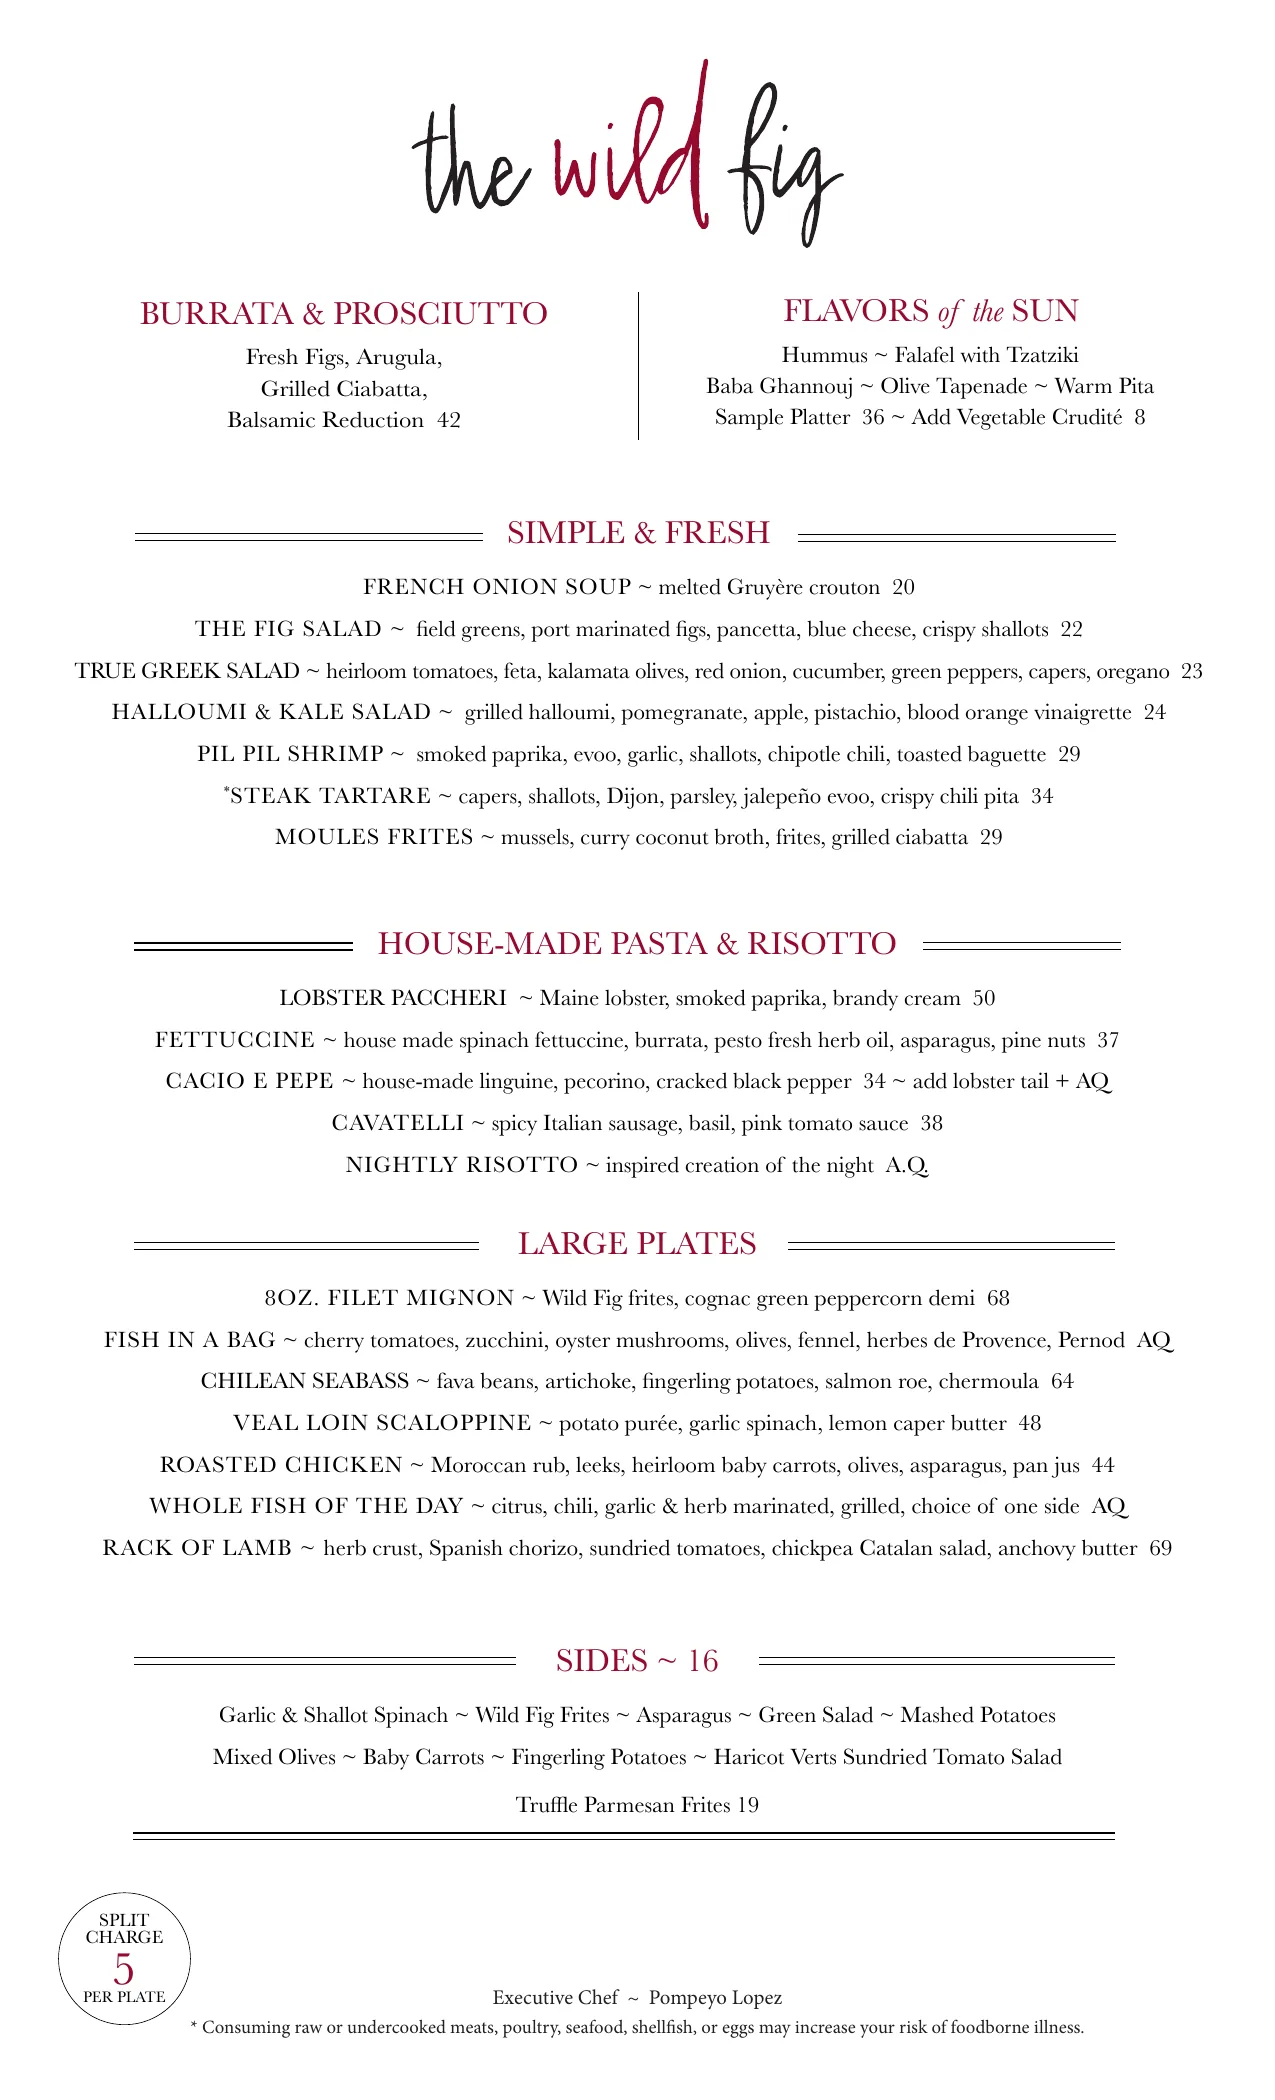 the wild fig
BURRATA & PROSCIUTTO
Fresh Figs, Arugula,
Grilled Ciabatta,
Balsamic Reduction 42
FLAVORS of the SUN
Hummus ~ Falafel with Tzatziki
Baba Ghannouj ~ Olive Tapenade ~ Warm Pita
Sample Platter 36 ~ Add Vegetable Crudité 8
SIMPLE & FRESH
FRENCH ONION SOUP ~ melted Gruyère crouton 20
THE FIG SALAD ~ field greens, port marinated figs, pancetta, blue cheese, crispy shallots 22
TRUE GREEK SALAD ~ heirloom tomatoes, feta, kalamata olives, red onion, cucumber, green peppers, capers, oregano 23
HALLOUMI & KALE SALAD ~ grilled halloumi, pomegranate, apple, pistachio, blood orange vinaigrette 24
PIL PIL SHRIMP ~ smoked paprika, evoo, garlic, shallots, chipotle chili, toasted baguette 29
*STEAK TARTARE ~ capers, shallots, Dijon, parsley, jalepeño evoo, crispy chili pita 34
MOULES FRITES ~ mussels, curry coconut broth, frites, grilled ciabatta 29
HOUSE-MADE PASTA & RISOTTO
LOBSTER PACCHERI ~ Maine lobster, smoked paprika, brandy cream 50
FETTUCCINE ~ house made spinach fettuccine, burrata, pesto fresh herb oil, asparagus, pine nuts 37
CACIO E PEPE ~ house-made linguine, pecorino, cracked black pepper 34 ~ add lobster tail + AQ
CAVATELLI ~ spicy Italian sausage, basil, pink tomato sauce 38
NIGHTLY RISOTTO ~ inspired creation of the night A.Q.
LARGE PLATES
8OZ. FILET MIGNON ~ Wild Fig frites, cognac green peppercorn demi 68
FISH IN A BAG ~ cherry tomatoes, zucchini, oyster mushrooms, olives, fennel, herbes de Provence, Pernod AQ
CHILEAN SEABASS ~ fava beans, artichoke, fingerling potatoes, salmon roe, chermoula 64
VEAL LOIN SCALOPPINE ~ potato purée, garlic spinach, lemon caper butter 48
ROASTED CHICKEN ~ Moroccan rub, leeks, heirloom baby carrots, olives, asparagus, pan jus 44
WHOLE FISH OF THE DAY ~ citrus, chili, garlic & herb marinated, grilled, choice of one side AQ
RACK OF LAMB ~ herb crust, Spanish chorizo, sundried tomatoes, chickpea Catalan salad, anchovy butter 69
SIDES ~ 16
Garlic & Shallot Spinach ~ Wild Fig Frites ~ Asparagus ~ Green Salad ~ Mashed Potatoes
Mixed Olives ~ Baby Carrots ~ Fingerling Potatoes ~ Haricot Verts Sundried Tomato Salad
Truffle Parmesan Frites 19
SPLIT
CHARGE
5
PER PLATE
Executive Chef ~ Pompeyo Lopez
* Consuming raw or undercooked meats, poultry, seafood, shellfish, or eggs may increase your risk of foodborne illness.